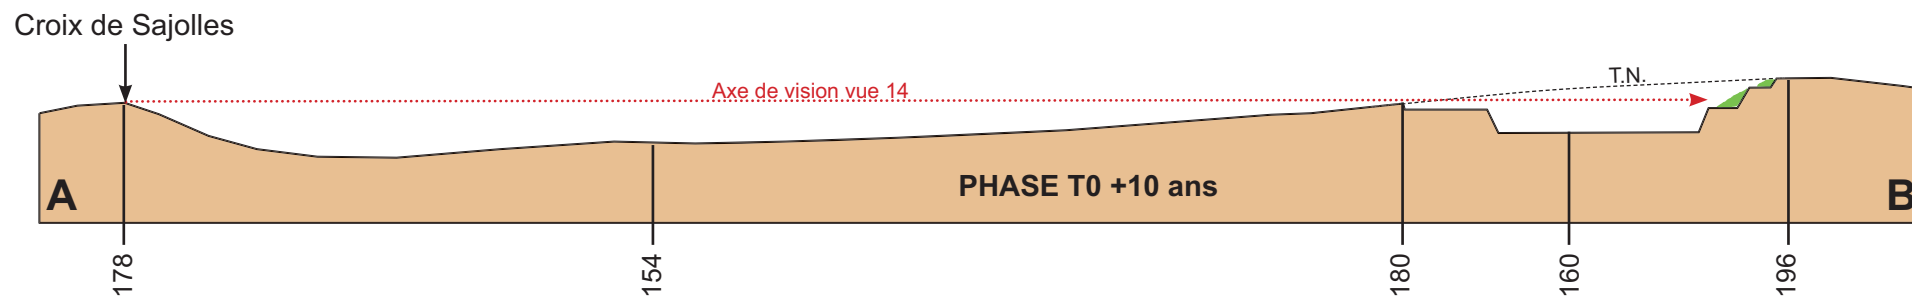 Croix de Sajolles
T.N.
Axe de vision vue 14
PHASE T0 +10 ans
A
B
178
154
180
160
196